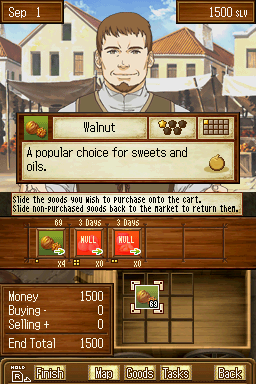 Sep 1
1500 SLV
Walnut
A popular choice for sweets and
oils.
Slide the goods you wish to purchase onto the cart.
Slide non-purchased goods back to the market to return them.
69 3 Days 3 Days
NULL NULL
x4 x0 x0
Money 1500
Buying - 0
Selling + 0
End Total 1500
69
HOLD
R Finish Map Goods Tasks Back